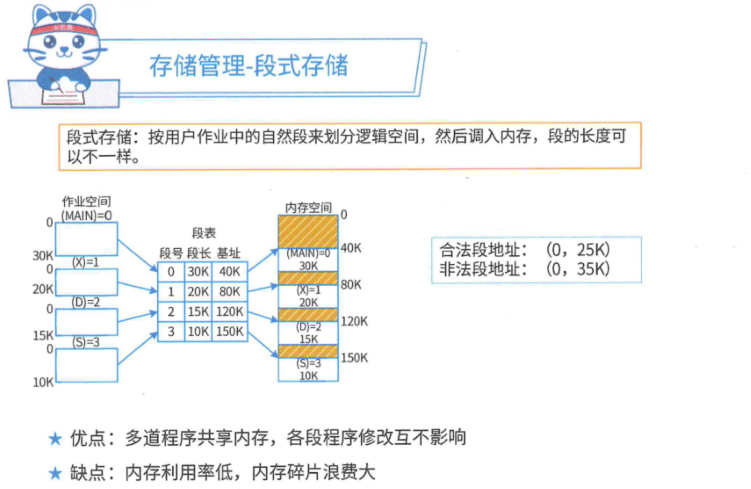 存储管理-段式存储
段式存储：按用户作业中的自然段来划分逻辑空间，然后调入内存，段的长度可
以不一样。
作业空间
(MAIN)=0
0
30K
(X)=1
0
20K
(D)=2
0
15K
(S)=3
0
10K
段表
段号 段长 基址
0 30K 40K
1 20K 80K
2 15K 120K
3 10K 150K
内存空间
0
40K
(MAIN)=0
30K
80K
(X)=1
20K
120K
(D)=2
15K
150K
(S)=3
10K
合法段地址：（0，25K）
非法段地址：（0，35K）
★ 优点：多道程序共享内存，各段程序修改互不影响
★ 缺点：内存利用率低，内存碎片浪费大